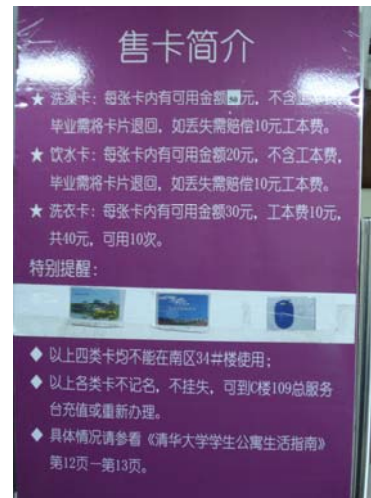 售卡简介
★ 洗澡卡：每张卡内有可用金额50元，不含工本费，
毕业需将卡片退回，如丢失需赔偿10元工本费。
★ 饮水卡：每张卡内有可用金额20元，不含工本费，
毕业需将卡片退回，如丢失需赔偿10元工本费。
★ 洗衣卡：每张卡内有可用金额30元，工本费10元，
共40元，可用10次。
特别提醒：
◆ 以上四类卡均不能在南区34#楼使用；
◆ 以上各类卡不记名，不挂失，可到C楼109总服务
台充值或重新办理。
◆ 具体情况请参看《清华大学学生公寓生活指南》
第12页—第13页。